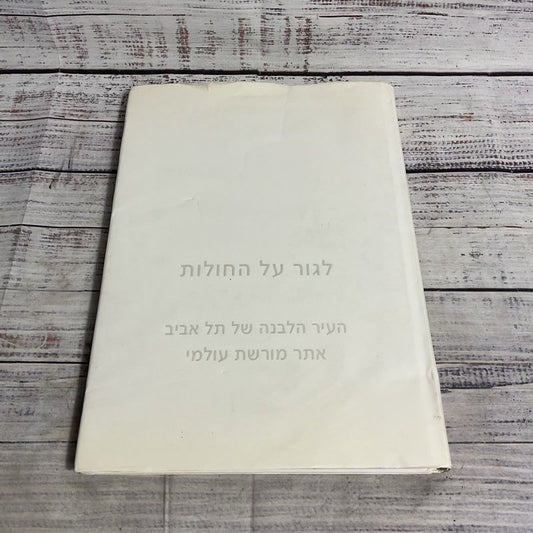 לגור על החולות
העיר הלבנה של תל אביב
אתר מורשת עולמי